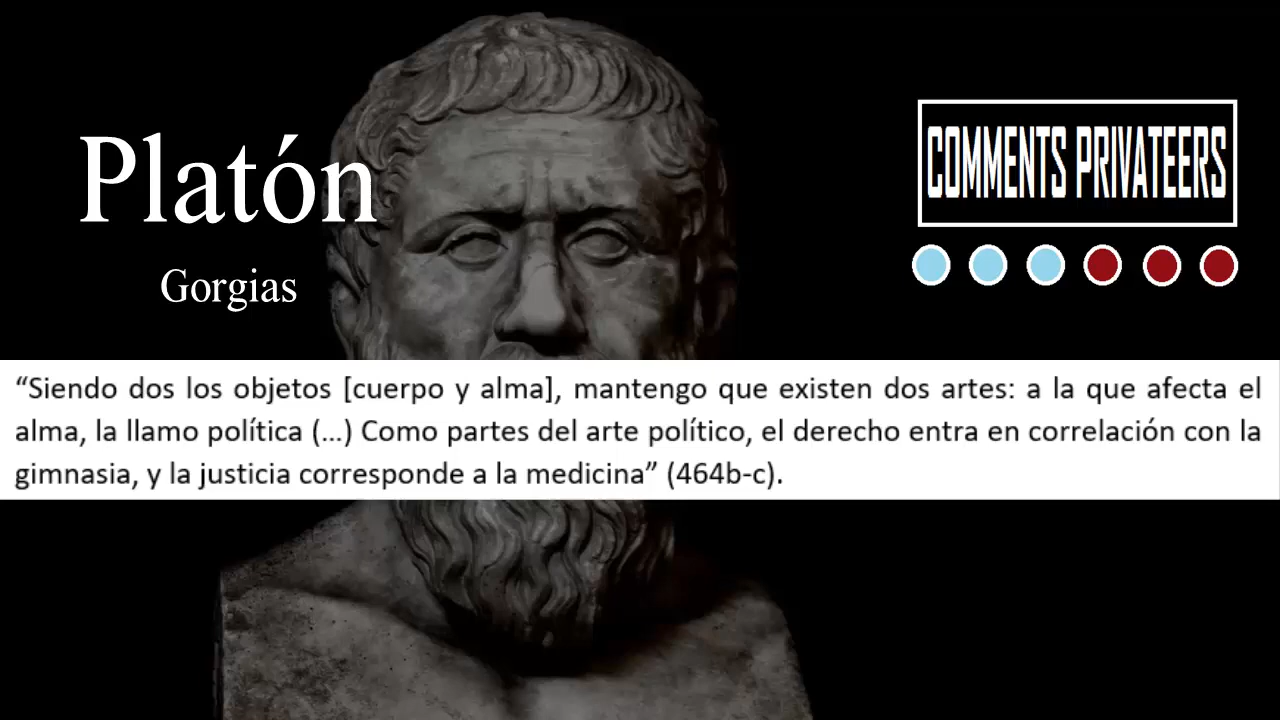 Platón
Gorgias
COMMENTS PRIVATEERS
“Siendo dos los objetos [cuerpo y alma], mantengo que existen dos artes: a la que afecta el
alma, la llamo política (...) Como partes del arte político, el derecho entra en correlación con la
gimnasia, y la justicia corresponde a la medicina” (464b-c).